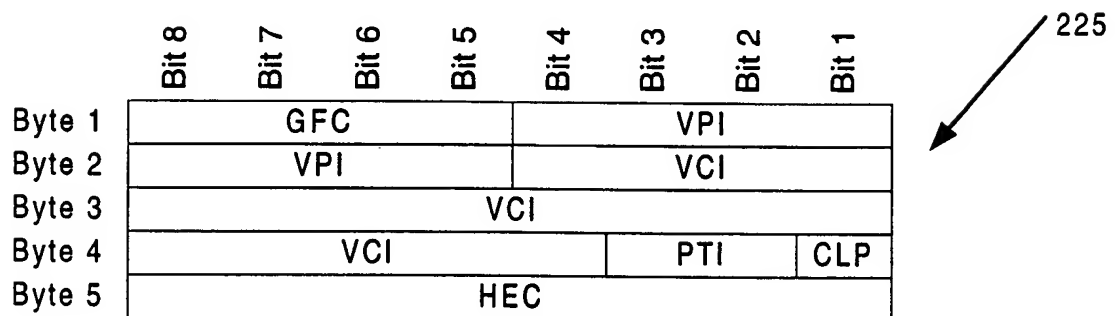 225
Bit 8 Bit 7 Bit 6 Bit 5 Bit 4 Bit 3 Bit 2 Bit 1
Byte 1 GFC VPI
Byte 2 VPI VCI
Byte 3 VCI
Byte 4 VCI PTI CLP
Byte 5 HEC